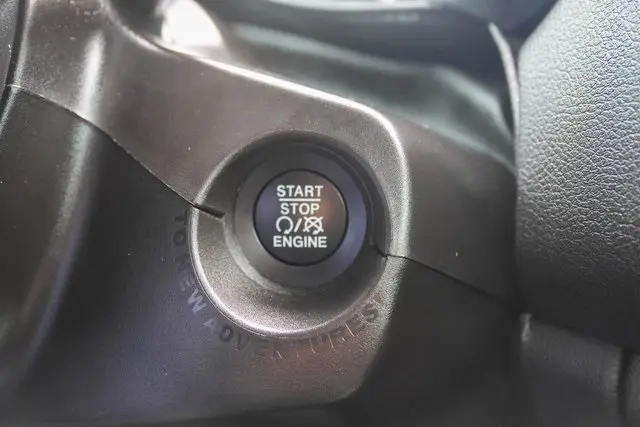 START
STOP
ENGINE
TO NEW ADVENTURES!